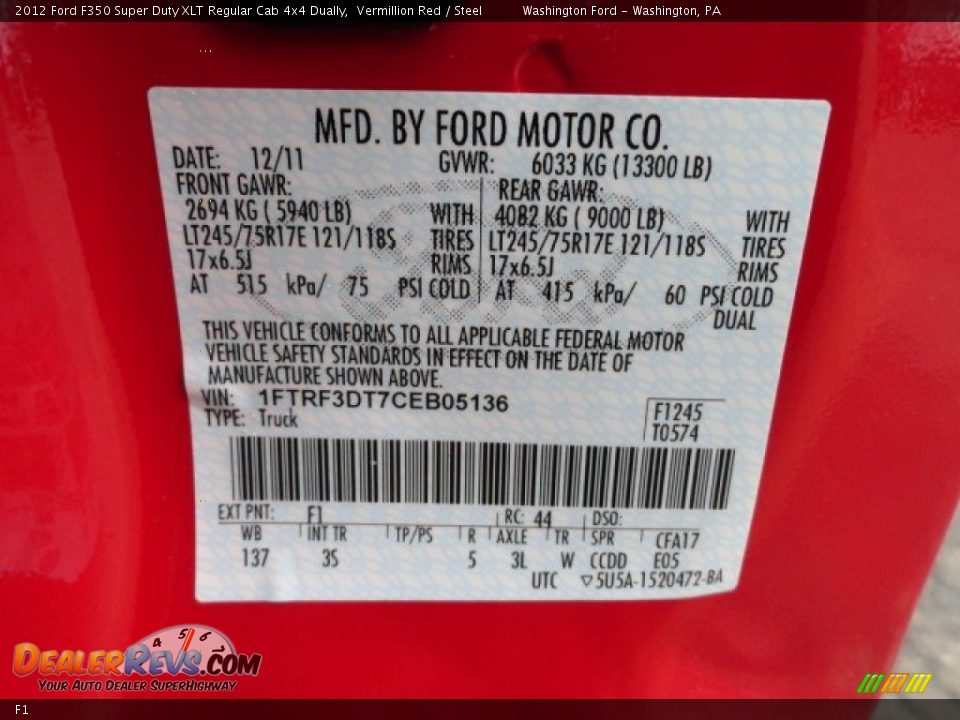 2012 Ford F350 Super Duty XLT Regular Cab 4x4 Dually, Vermillion Red / Steel Washington Ford - Washington, PA
MFD. BY FORD MOTOR CO.
DATE: 12/11 GVWR: 6033 KG (13300 LB)
FRONT GAWR: REAR GAWR:
2694 KG ( 5940 LB) WITH 4082 KG ( 9000 LB) WITH
LT245/75R17E 121/118S TIRES LT245/75R17E 121/118S TIRES
17x6.5J RIMS 17x6.5J RIMS
AT 515 kPa/ 75 PSI COLD AT 415 kPa/ 60 PSI COLD
DUAL
THIS VEHICLE CONFORMS TO ALL APPLICABLE FEDERAL MOTOR
VEHICLE SAFETY STANDARDS IN EFFECT ON THE DATE OF
MANUFACTURE SHOWN ABOVE.
VIN: 1FTRF3DT7CEB05136
TYPE: Truck
F1245
T0574
EXT PNT: F1 RC: 44 DSO:
WB INT TR TP/PS R AXLE TR SPR CFA17
137 3S 5 3L W CCDD E05
UTC ▽5U5A-1520472-BA
4 5 6
DEALERREVS.COM
YOUR AUTO DEALER SUPERHIGHWAY
F1